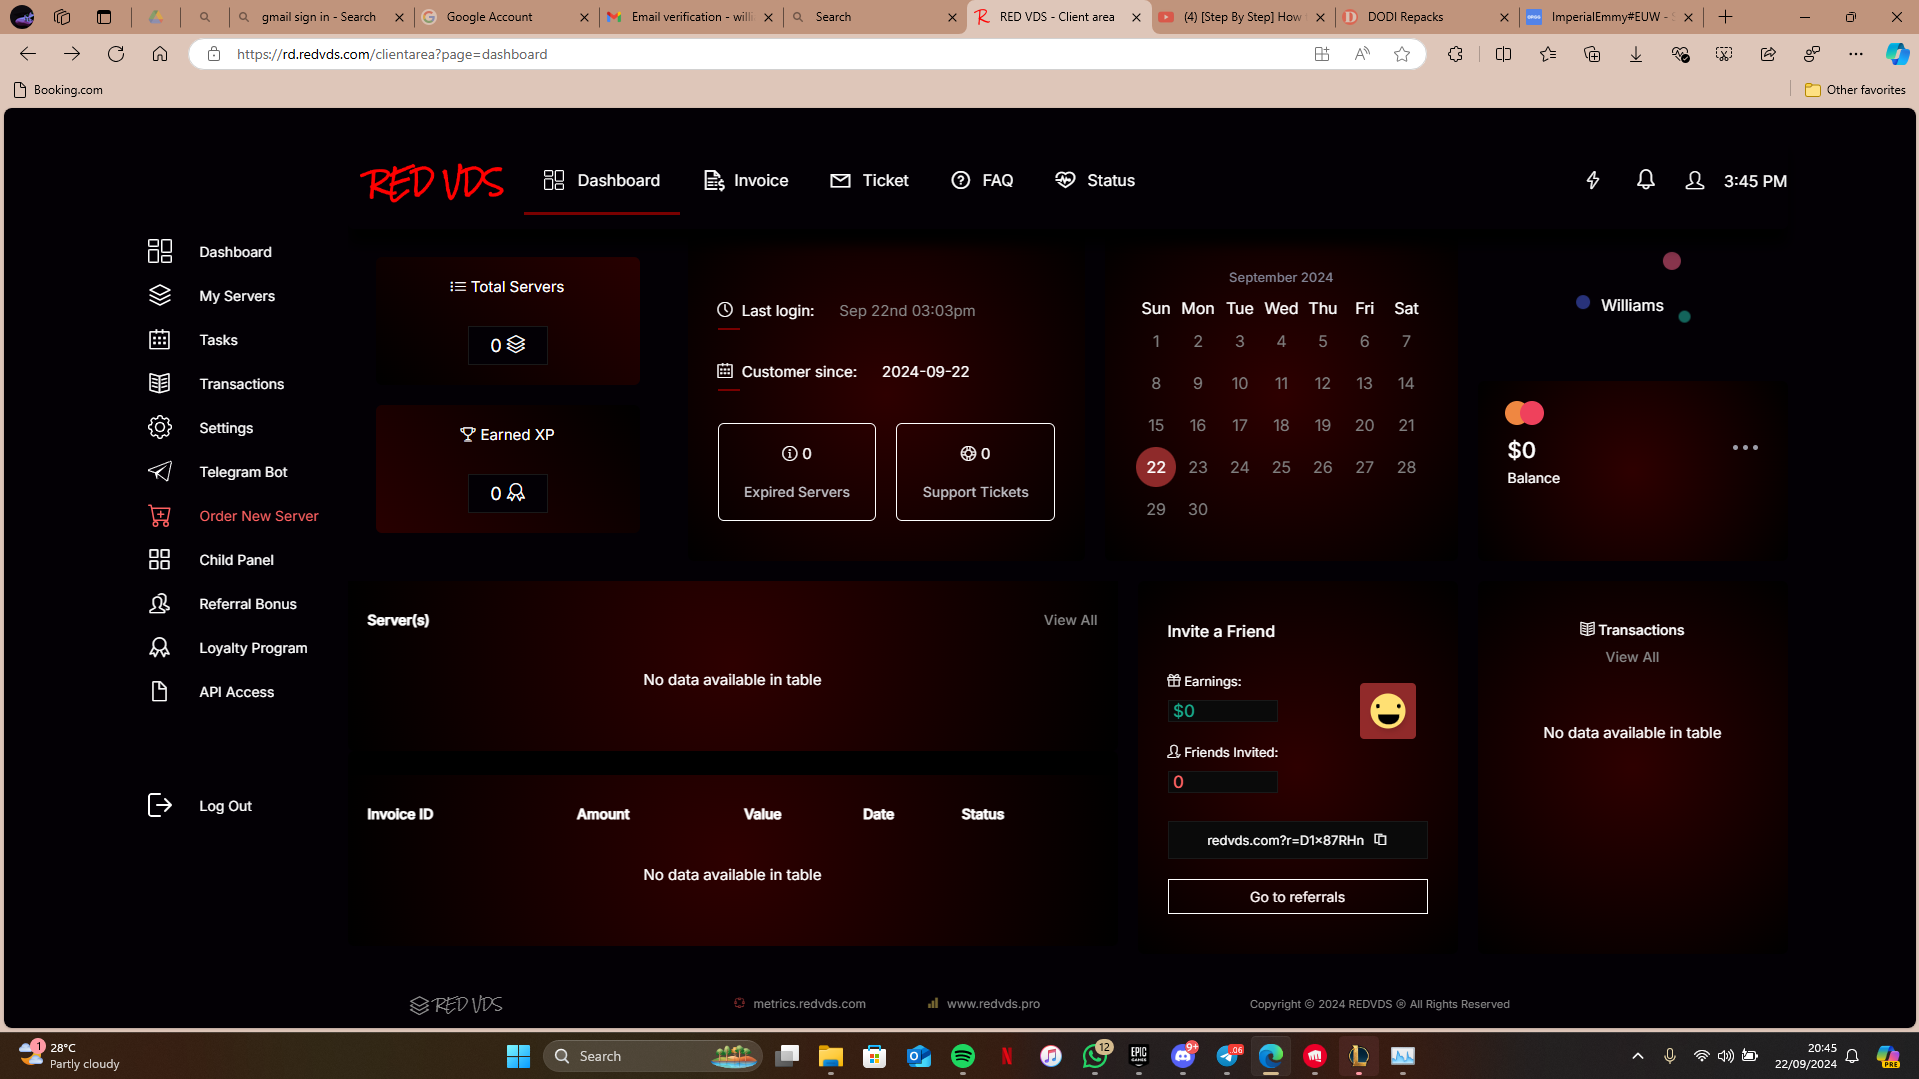 gmail sign in - Search
Google Account
Email verification - willi
Search
RED VDS - Client area
(4) [Step By Step] How
DODI Repacks
ImperialEmmy#EUW -
https://rd.redvds.com/clientarea?page=dashboard
Booking.com
Other favorites
RED VDS
Dashboard
Invoice
Ticket
FAQ
Status
3:45 PM
Dashboard
My Servers
Tasks
Transactions
Settings
Telegram Bot
Order New Server
Child Panel
Referral Bonus
Loyalty Program
API Access
Log Out
Total Servers
0
Earned XP
0
Last login: Sep 22nd 03:03pm
Customer since: 2024-09-22
0
Expired Servers
0
Support Tickets
September 2024
Sun Mon Tue Wed Thu Fri Sat
1 2 3 4 5 6 7
8 9 10 11 12 13 14
15 16 17 18 19 20 21
22 23 24 25 26 27 28
29 30
Williams
$0
Balance
Server(s)
View All
No data available in table
Invoice ID Amount Value Date Status
No data available in table
Invite a Friend
Earnings:
$0
Friends Invited:
0
redvds.com?r=D1x87RHn
Go to referrals
Transactions
View All
No data available in table
RED VDS
metrics.redvds.com
www.redvds.pro
Copyright © 2024 REDVDS ® All Rights Reserved
1
28°C
Partly cloudy
Search
12
EPIC
GAMES
9+
.06
20:45
22/09/2024
PRE